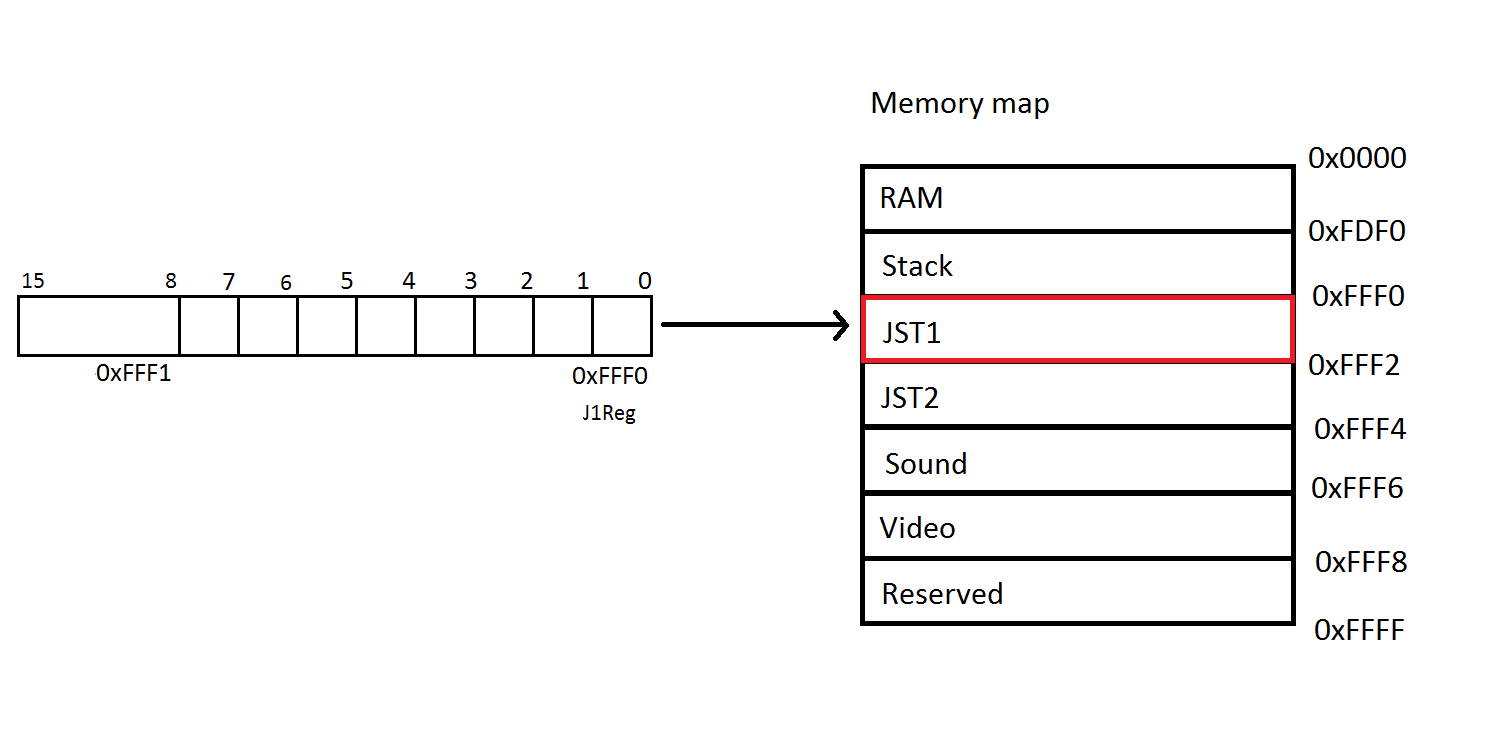 Memory map
0x0000
RAM
0xFDF0
Stack
0xFFF0
15 8 7 6 5 4 3 2 1 0
JST1
0xFFF2
0xFFF1 0xFFF0
J1Reg
JST2
0xFFF4
Sound
0xFFF6
Video
0xFFF8
Reserved
0xFFFF